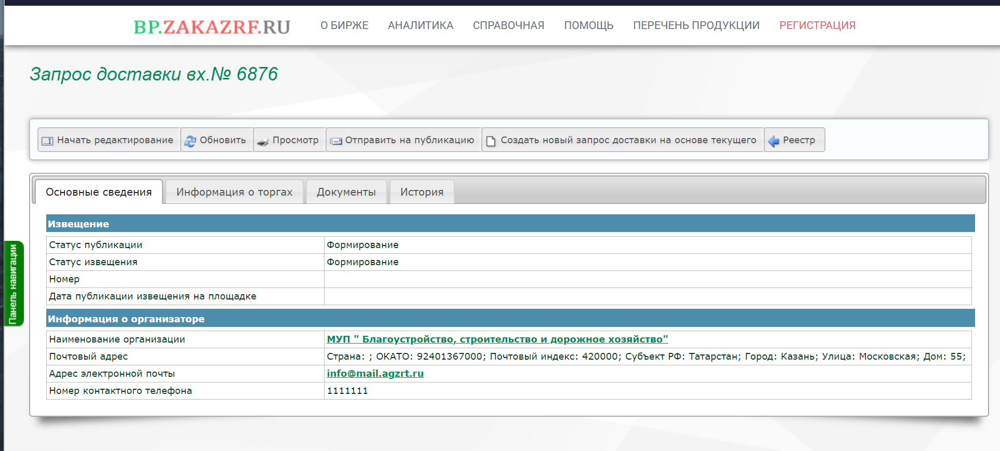 BP.ZAKAZRF.RU О БИРЖЕ АНАЛИТИКА СПРАВОЧНАЯ ПОМОЩЬ ПЕРЕЧЕНЬ ПРОДУКЦИИ РЕГИСТРАЦИЯ
Запрос доставки вх.№ 6876
Начать редактирование Обновить Просмотр Отправить на публикацию Создать новый запрос доставки на основе текущего Реестр
Основные сведения Информация о торгах Документы История
Извещение
Статус публикации Формирование
Статус извещения Формирование
Номер
Дата публикации извещения на площадке
Информация о организаторе
Наименование организации МУП " Благоустройство, строительство и дорожное хозяйство"
Почтовый адрес Страна: ; ОКАТО: 92401367000; Почтовый индекс: 420000; Субъект РФ: Татарстан; Город: Казань; Улица: Московская; Дом: 55;
Адрес электронной почты info@mail.agzrt.ru
Номер контактного телефона 1111111
Панель навигации